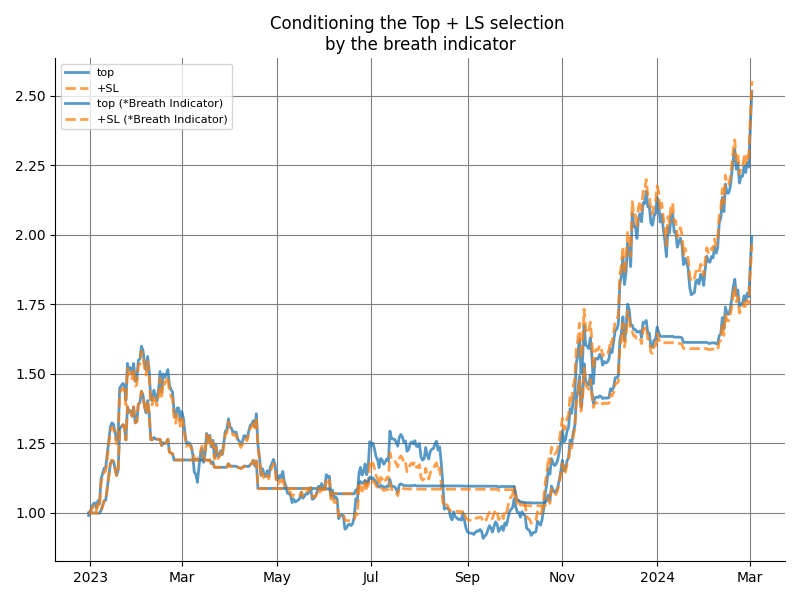 Conditioning the Top + LS selection
by the breath indicator
top
+SL
top (*Breath Indicator)
+SL (*Breath Indicator)
2.50
2.25
2.00
1.75
1.50
1.25
1.00
2023
Mar
May
Jul
Sep
Nov
2024
Mar